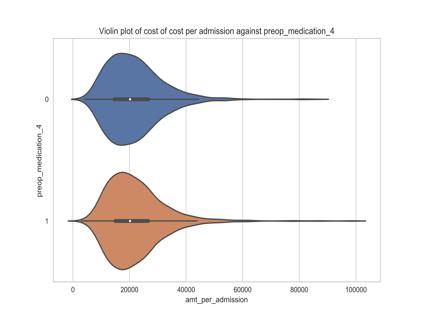 Violin plot of cost of cost per admission against preop_medication_4
preop_medication_4
0
1
0
20000
40000
60000
80000
100000
amt_per_admission